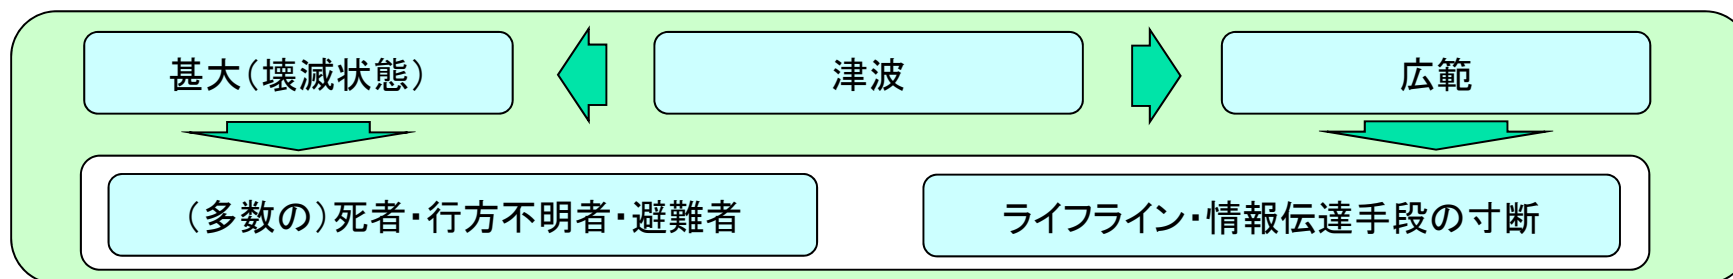 甚大(壊滅状態)
津波
広範
(多数の)死者・行方不明者・避難者
ライフライン・情報伝達手段の寸断